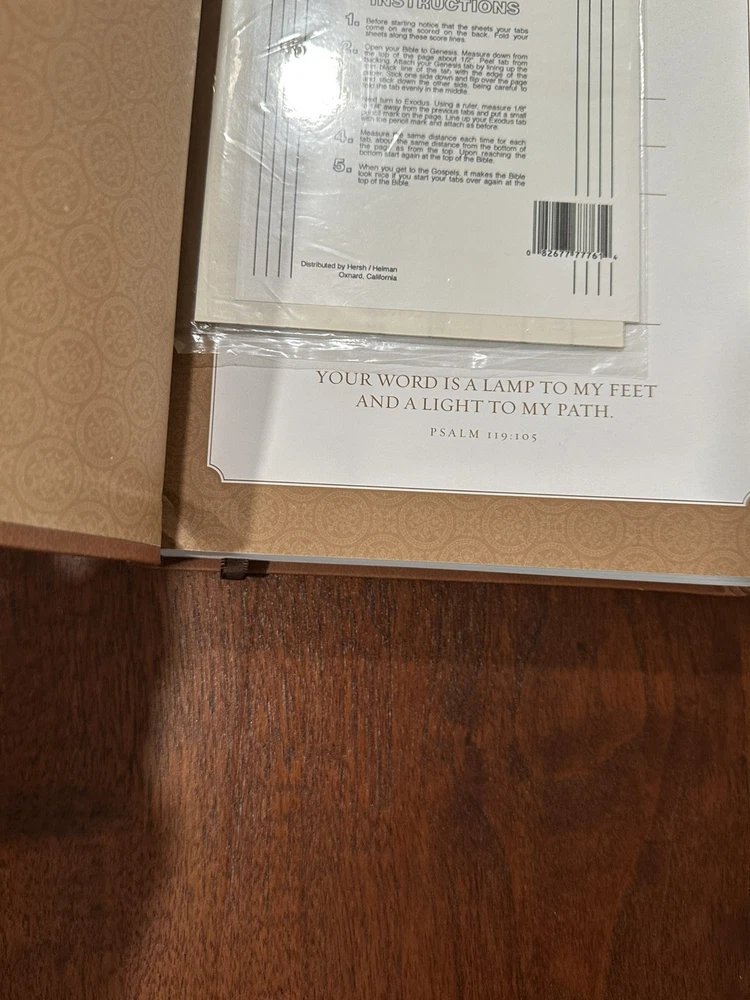 INSTRUCTIONS
1. Before starting notice that the sheets your tabs
come on are scored on the back. Fold your
sheets along these score lines.
Open your Bible to Genesis. Measure down from
the top of the page about 1/2". Peel tab from
backing. Attach your Genesis tab by lining up the
black line of the tab with the edge of the
paper. Stick one side down and flip over the page
and stick down the other side, being careful to
fold the tab evenly in the middle.
turn to Exodus. Using a ruler, measure 1/8"
away from the previous tabs and put a small
pencil mark on the page. Line up your Exodus tab
with the pencil mark and attach as before.
4. Measure the same distance each time for each
tab, about the same distance from the bottom of
the page as from the top. Upon reaching the
bottom start again at the top of the Bible.
5. When you get to the Gospels, it makes the Bible
look nice if you start your tabs over again at the
top of the Bible.
Distributed by Hersh / Helman
Oxnard, California
0 82677 77761 4
YOUR WORD IS A LAMP TO MY FEET
AND A LIGHT TO MY PATH.
PSALM 119:105